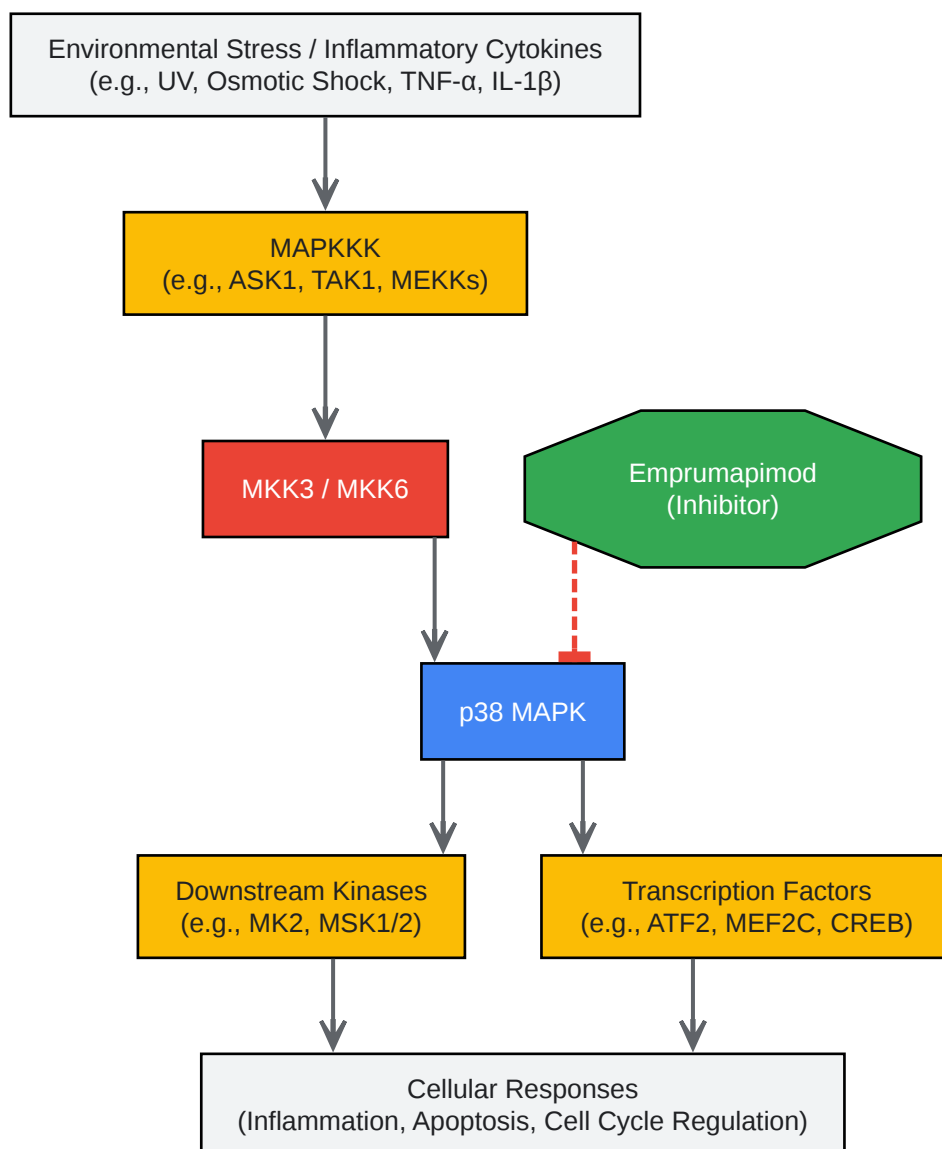 Environmental Stress / Inflammatory Cytokines
(e.g., UV, Osmotic Shock, TNF-α, IL-1β)
MAPKKK
(e.g., ASK1, TAK1, MEKKs)
MKK3 / MKK6
Emprumapimod
(Inhibitor)
p38 MAPK
Downstream Kinases
(e.g., MK2, MSK1/2)
Transcription Factors
(e.g., ATF2, MEF2C, CREB)
Cellular Responses
(Inflammation, Apoptosis, Cell Cycle Regulation)